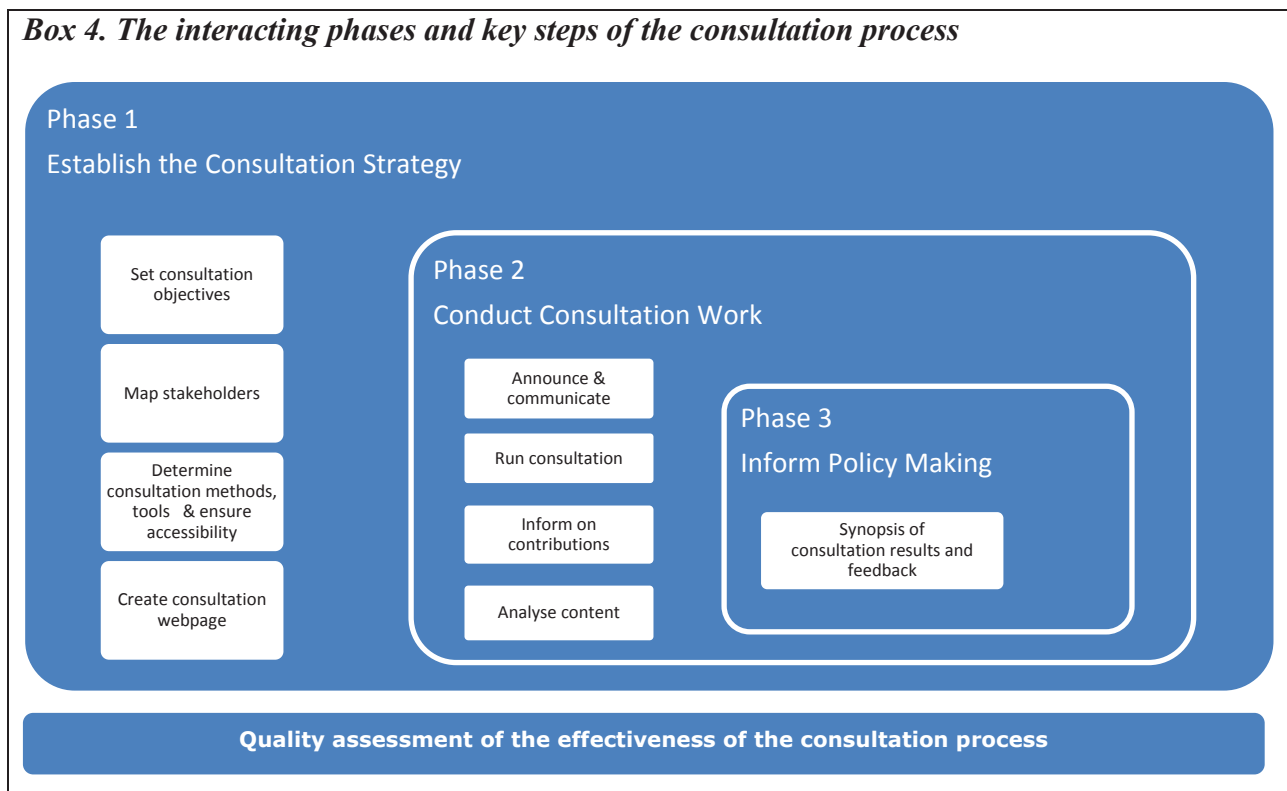 Box 4. The interacting phases and key steps of the consultation process
Phase 1
Establish the Consultation Strategy
Set consultation
objectives
Map stakeholders
Determine
consultation methods,
tools & ensure
accessibility
Create consultation
webpage
Phase 2
Conduct Consultation Work
Announce &
communicate
Run consultation
Inform on
contributions
Analyse content
Phase 3
Inform Policy Making
Synopsis of
consultation results and
feedback
Quality assessment of the effectiveness of the consultation process